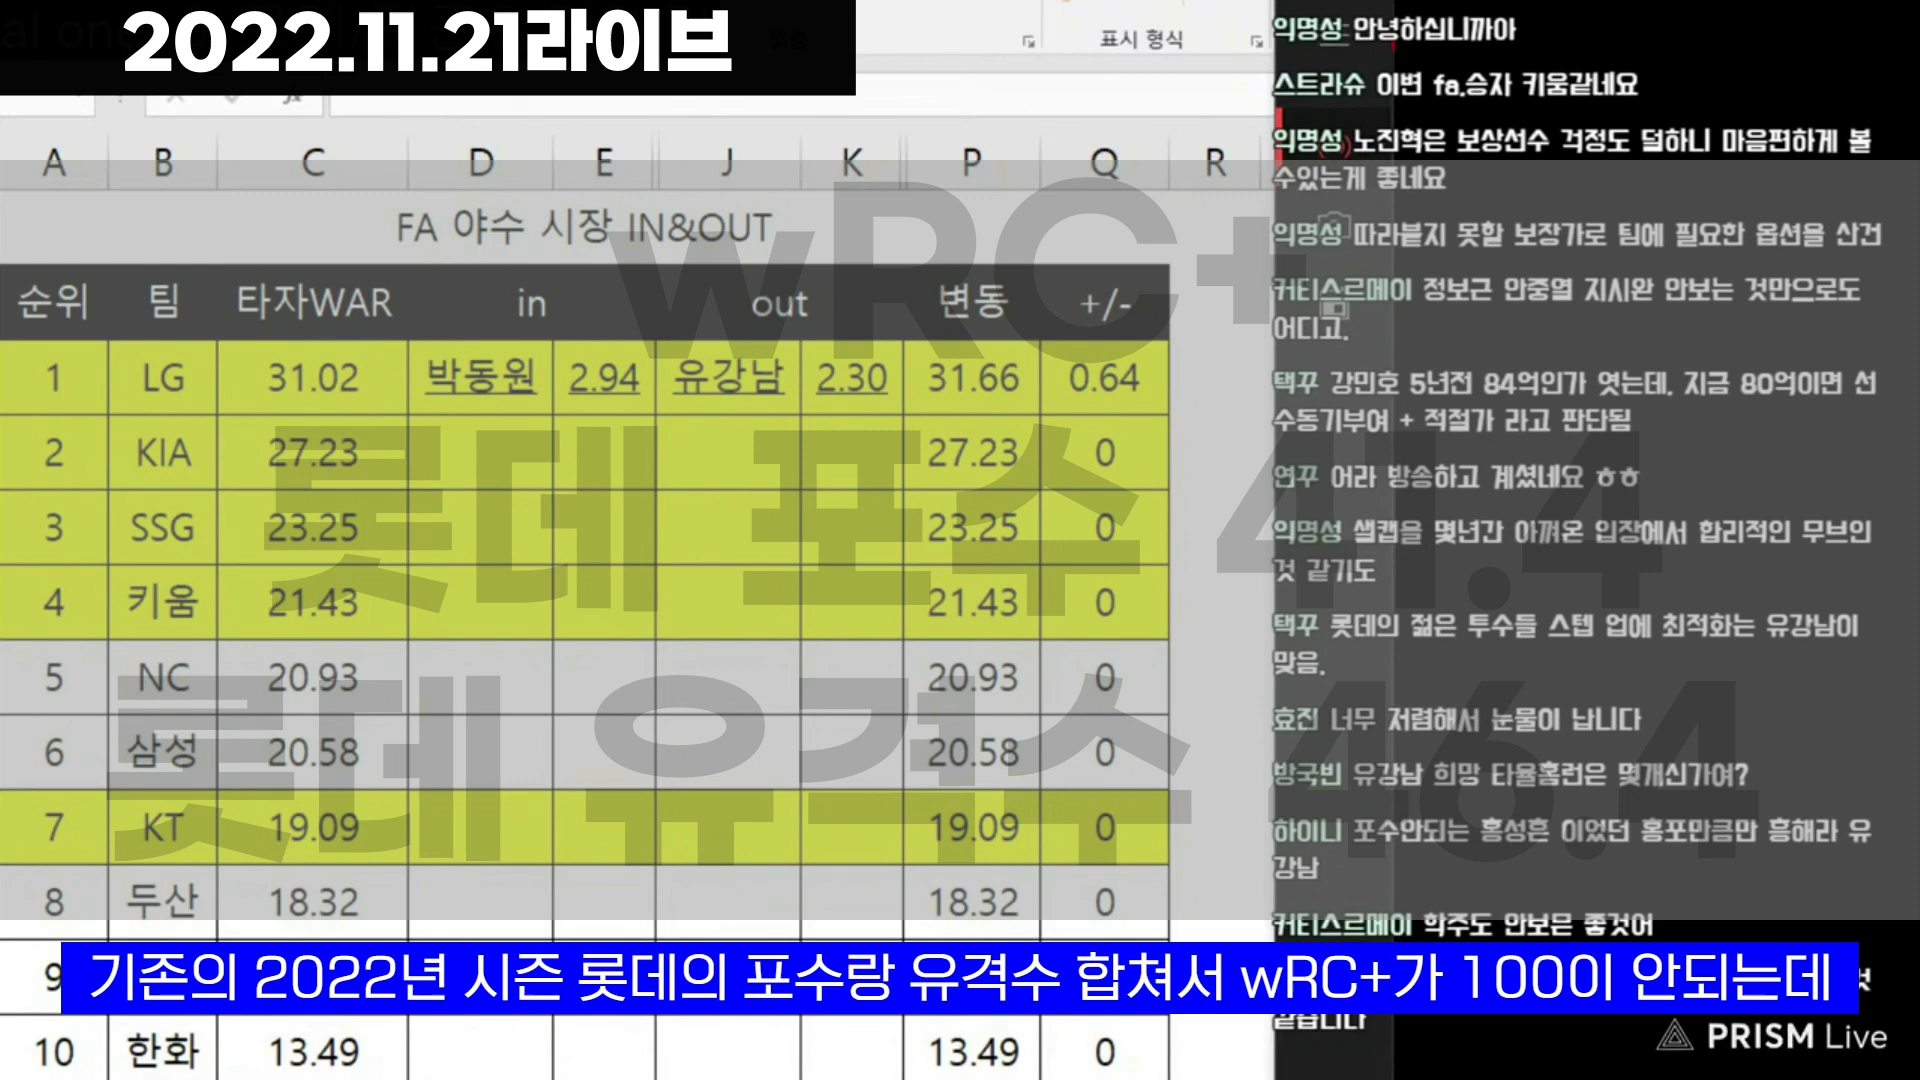 2022.11.21라이브
표시 형식
A B C D E J K P Q R
FA 야수 시장 IN&OUT
순위 팀 타자WAR in out 변동 +/-
1 LG 31.02 박동원 2.94 유강남 2.30 31.66 0.64
2 KIA 27.23 27.23 0
3 SSG 23.25 23.25 0
4 키움 21.43 21.43 0
5 NC 20.93 20.93 0
6 삼성 20.58 20.58 0
7 KT 19.09 19.09 0
8 두산 18.32 18.32 0
9
10 한화 13.49 13.49 0
wRC+
롯데 포수 41.4
롯데 유격수 46.4
익명성 안녕하십니까아
스트라슈 이번 fa.승자 키움같네요
익명성 노진혁은 보상선수 걱정도 덜하니 마음편하게 볼
수있는게 좋네요
익명성 따라붙지 못할 보장가로 팀에 필요한 옵션을 산건
커티스르메이 정보근 안중열 지시완 안보는 것만으로도
어디고.
택꾸 강민호 5년전 84억인가 엿는데, 지금 80억이면 선
수동기부여 + 적절가 라고 판단됨
연꾸 어라 방송하고 계셨네요 ㅎㅎ
익명성 샐캡을 몇년간 아껴온 입장에서 합리적인 무브인
것 같기도
택꾸 롯데의 젊은 투수들 스텝 업에 최적화는 유강남이
맞음.
효진 너무 저렴해서 눈물이 납니다
방국빈 유강남 희망 타율홈런은 몇개신가여?
하이니 포수안되는 홍성흔 이었던 홍포만큼만 흥해라 유
강남
커티스르메이 학주도 안보믄 좋것어
같습니다
기존의 2022년 시즌 롯데의 포수랑 유격수 합쳐서 wRC+가 100이 안되는데
PRISM Live